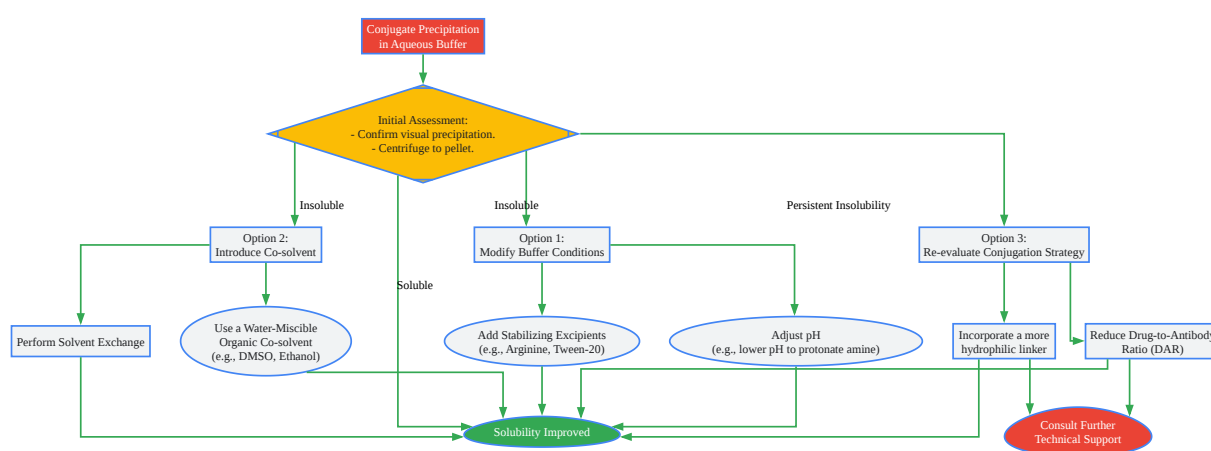 Conjugate Precipitation
in Aqueous Buffer
Initial Assessment:
- Confirm visual precipitation.
- Centrifuge to pellet.
Insoluble
Insoluble
Persistent Insolubility
Option 2:
Introduce Co-solvent
Option 1:
Modify Buffer Conditions
Option 3:
Re-evaluate Conjugation Strategy
Soluble
Perform Solvent Exchange
Use a Water-Miscible
Organic Co-solvent
(e.g., DMSO, Ethanol)
Add Stabilizing Excipients
(e.g., Arginine, Tween-20)
Adjust pH
(e.g., lower pH to protonate amine)
Incorporate a more
hydrophilic linker
Reduce Drug-to-Antibody
Ratio (DAR)
Solubility Improved
Consult Further
Technical Support